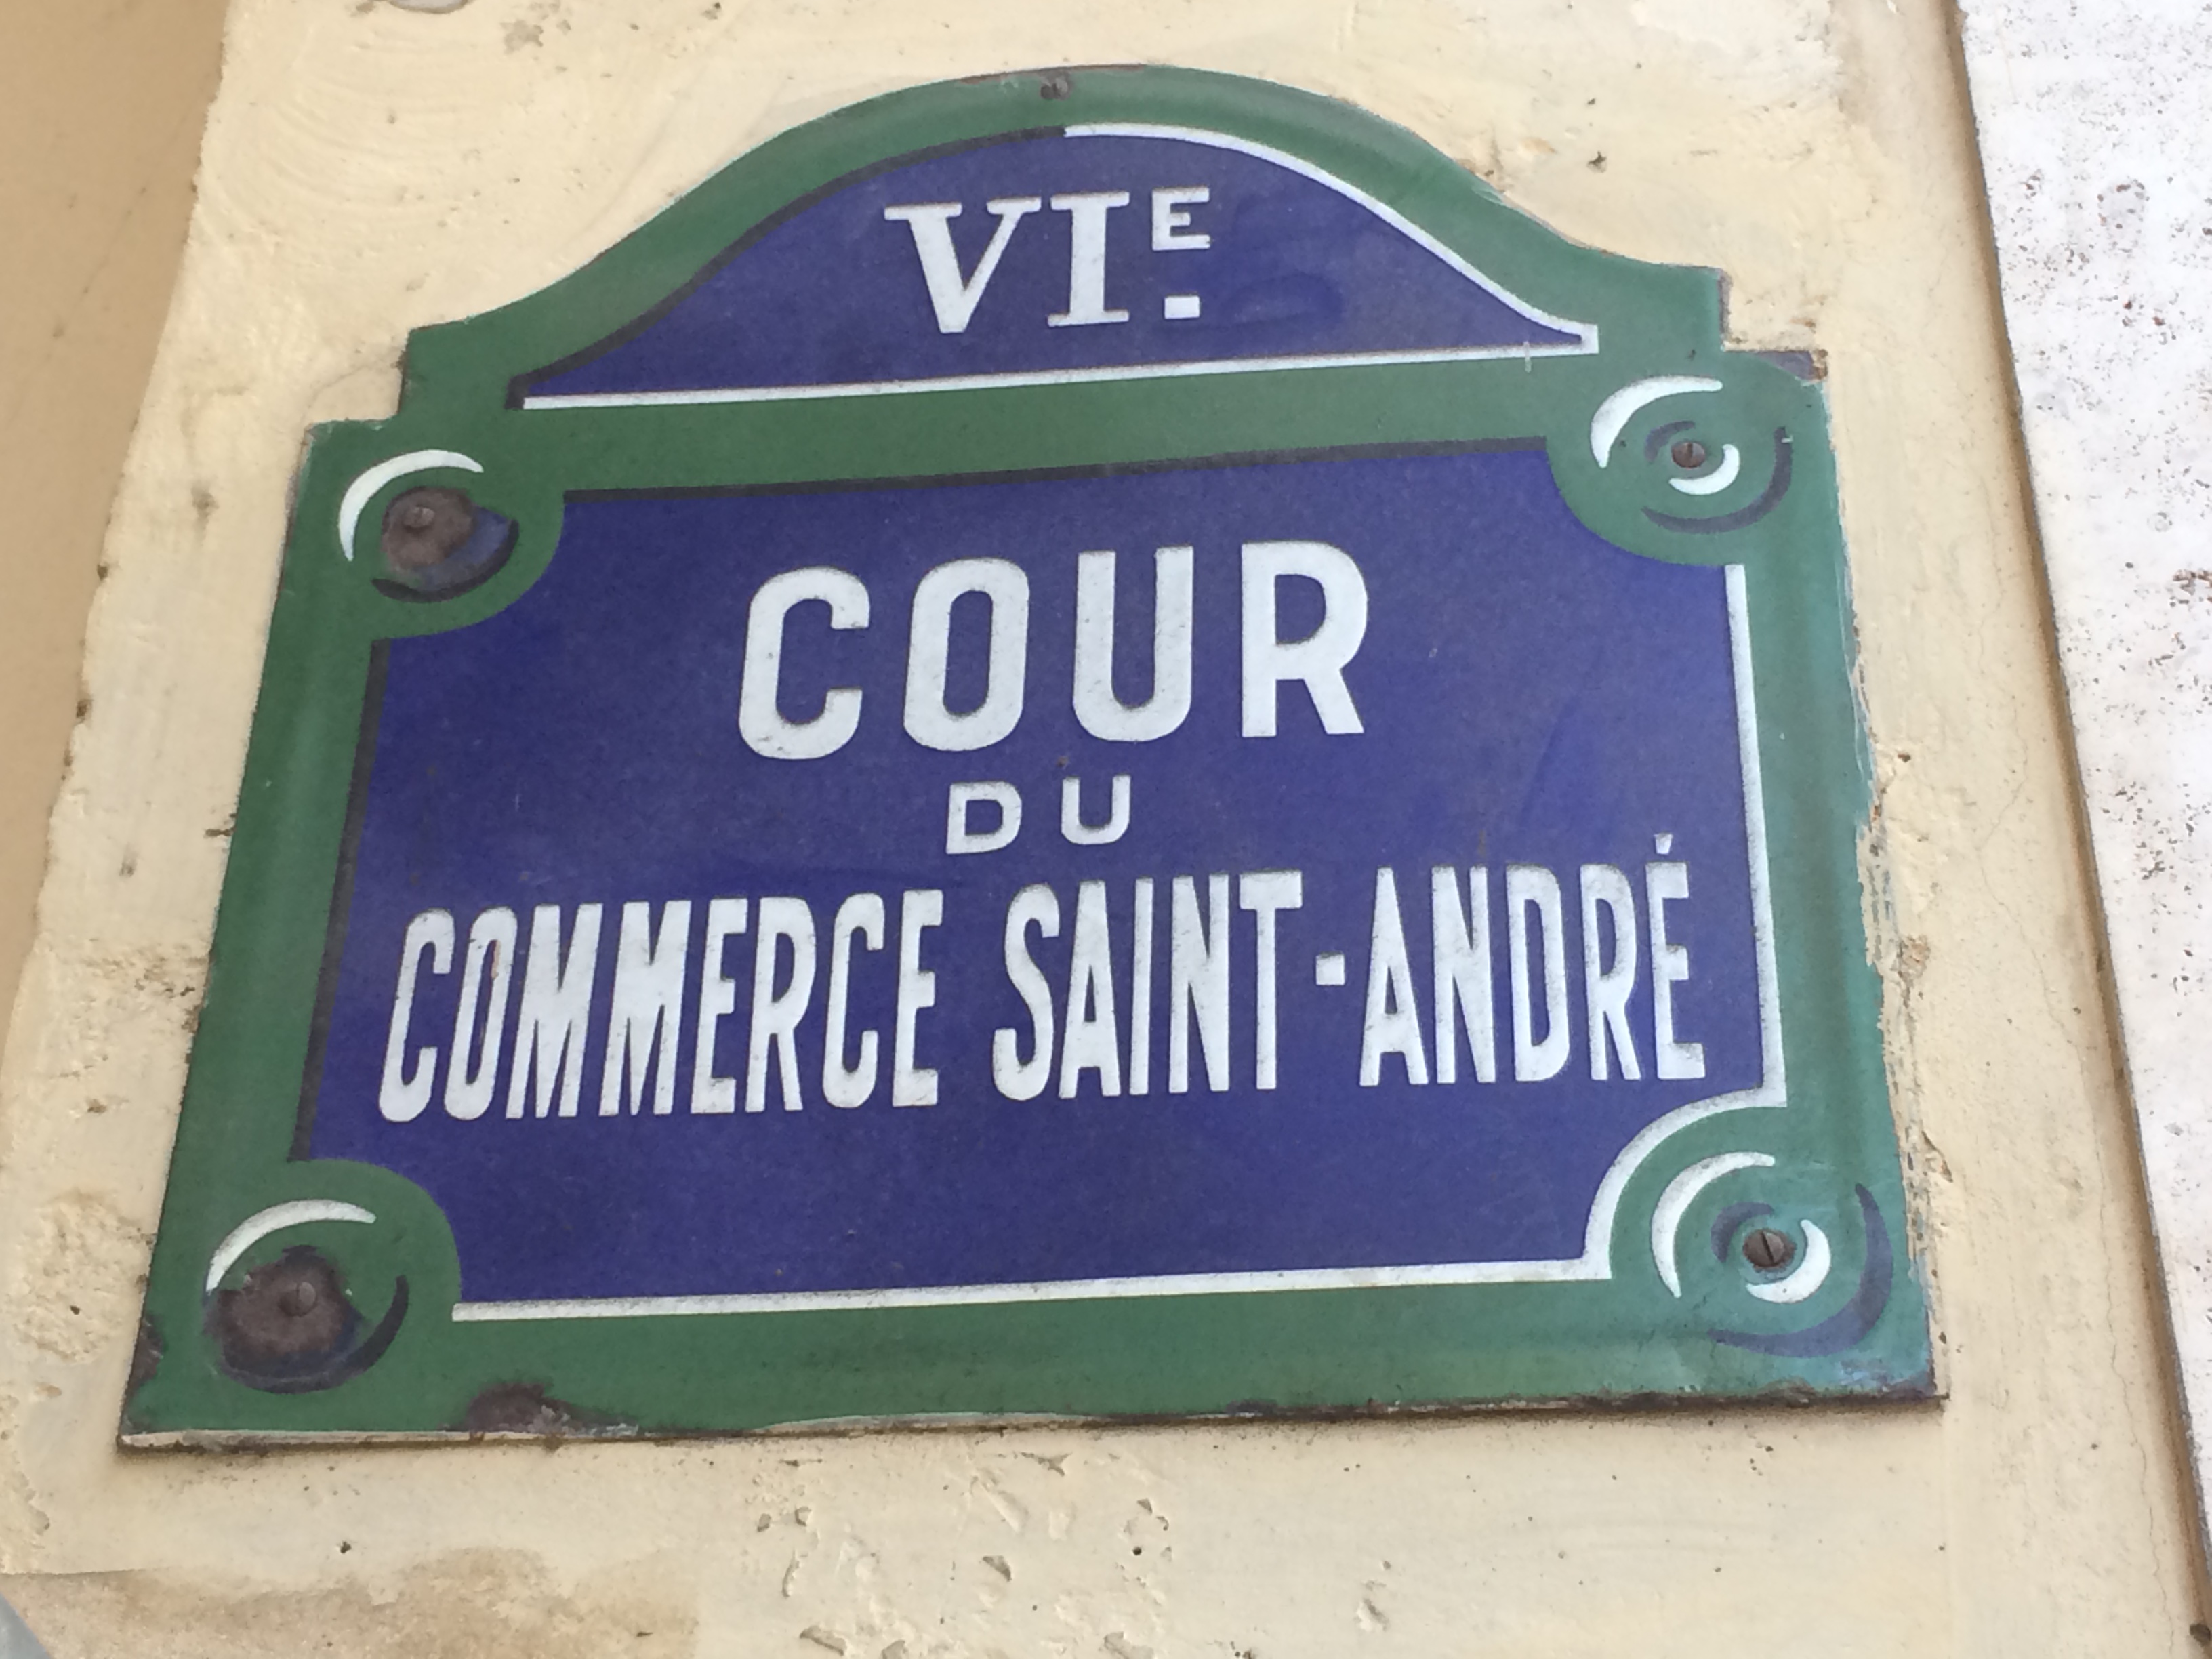 VIE.
COUR
DU
COMMERCE SAINT-ANDRÉ